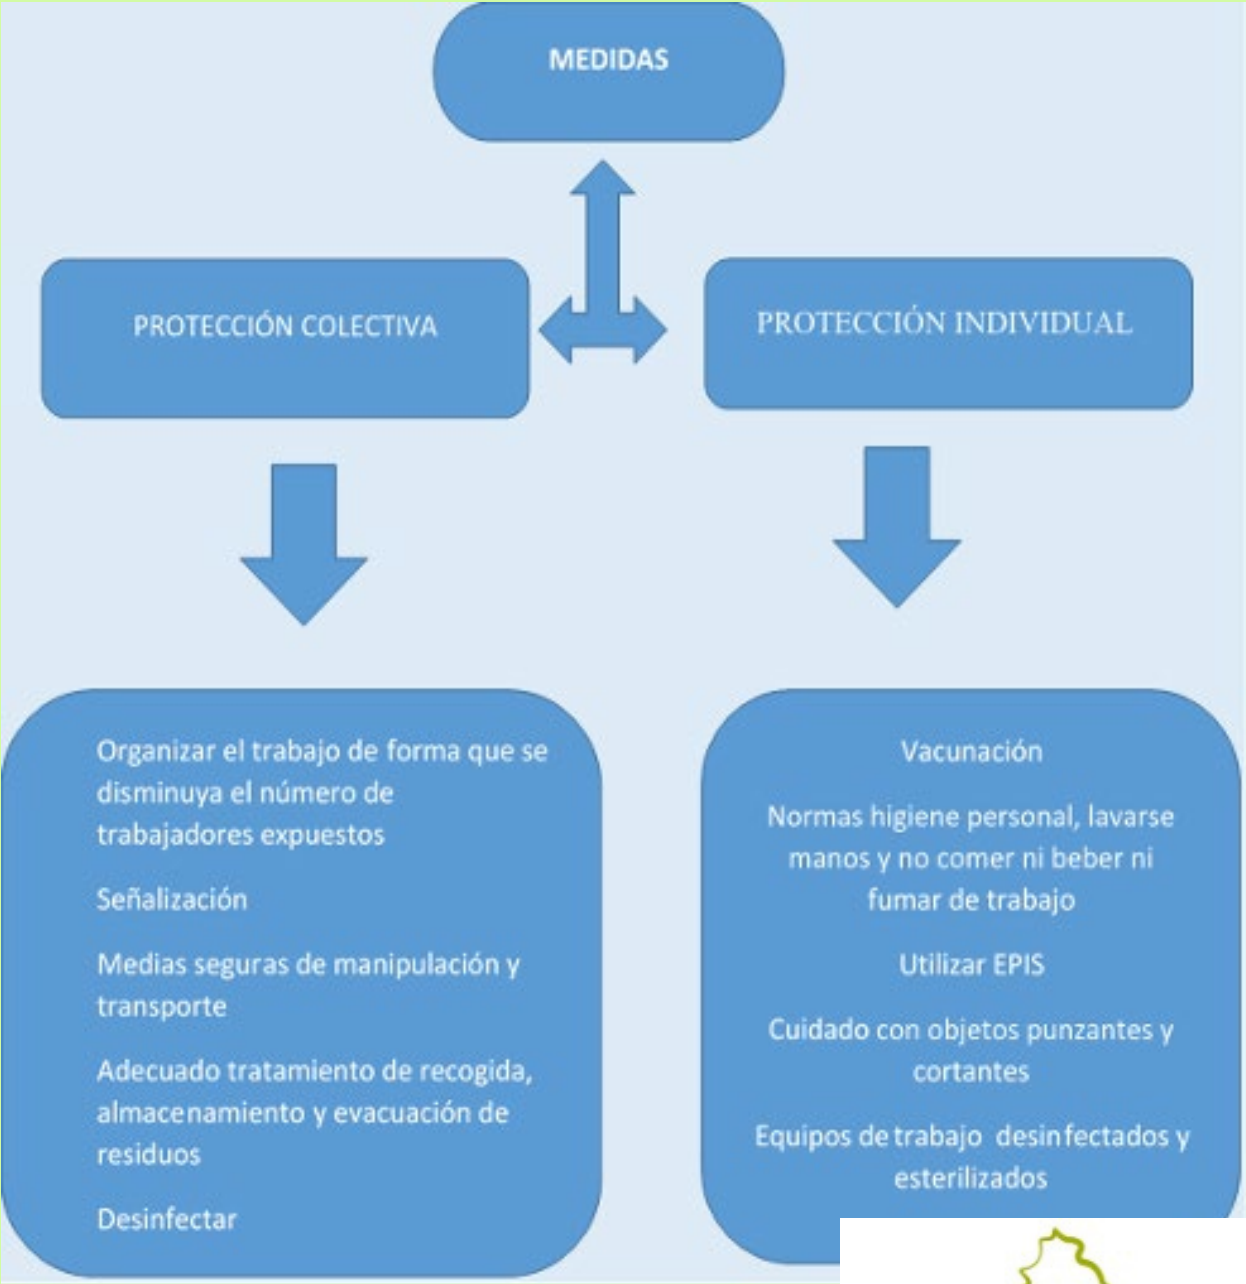 MEDIDAS
PROTECCIÓN COLECTIVA
PROTECCIÓN INDIVIDUAL
Organizar el trabajo de forma que se
disminuya el número de
trabajadores expuestos
Señalización
Medias seguras de manipulación y
transporte
Adecuado tratamiento de recogida,
almacenamiento y evacuación de
residuos
Desinfectar
Vacunación
Normas higiene personal, lavarse
manos y no comer ni beber ni
fumar de trabajo
Utilizar EPIS
Cuidado con objetos punzantes y
cortantes
Equipos de trabajo desinfectados y
esterilizados